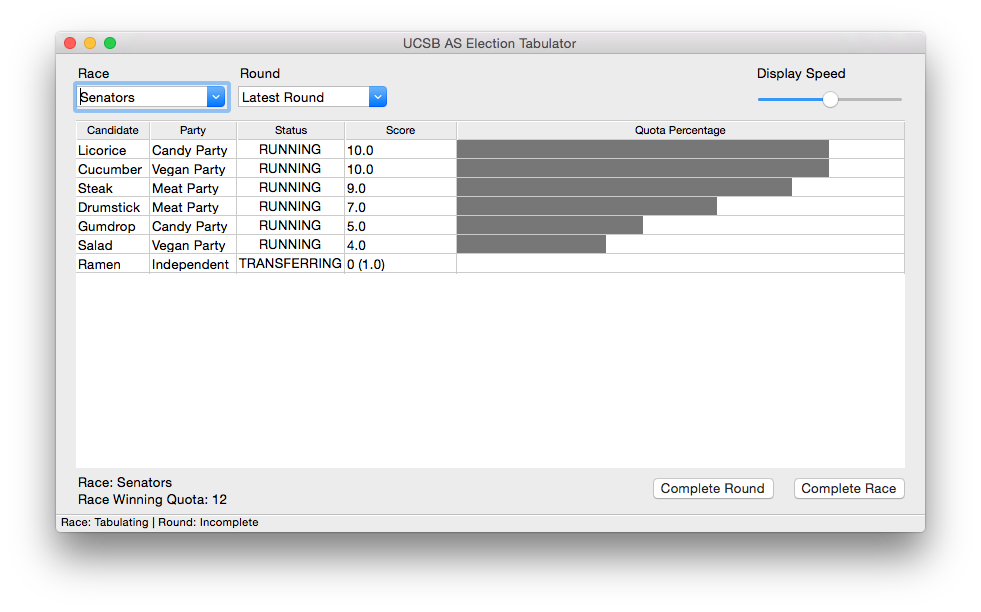 UCSB AS Election Tabulator
Race Round Display Speed
Senators Latest Round
Candidate Party Status Score Quota Percentage
Licorice Candy Party RUNNING 10.0
Cucumber Vegan Party RUNNING 10.0
Steak Meat Party RUNNING 9.0
Drumstick Meat Party RUNNING 7.0
Gumdrop Candy Party RUNNING 5.0
Salad Vegan Party RUNNING 4.0
Ramen Independent TRANSFERRING 0 (1.0)
Race: Senators
Race Winning Quota: 12
Complete Round Complete Race
Race: Tabulating | Round: Incomplete